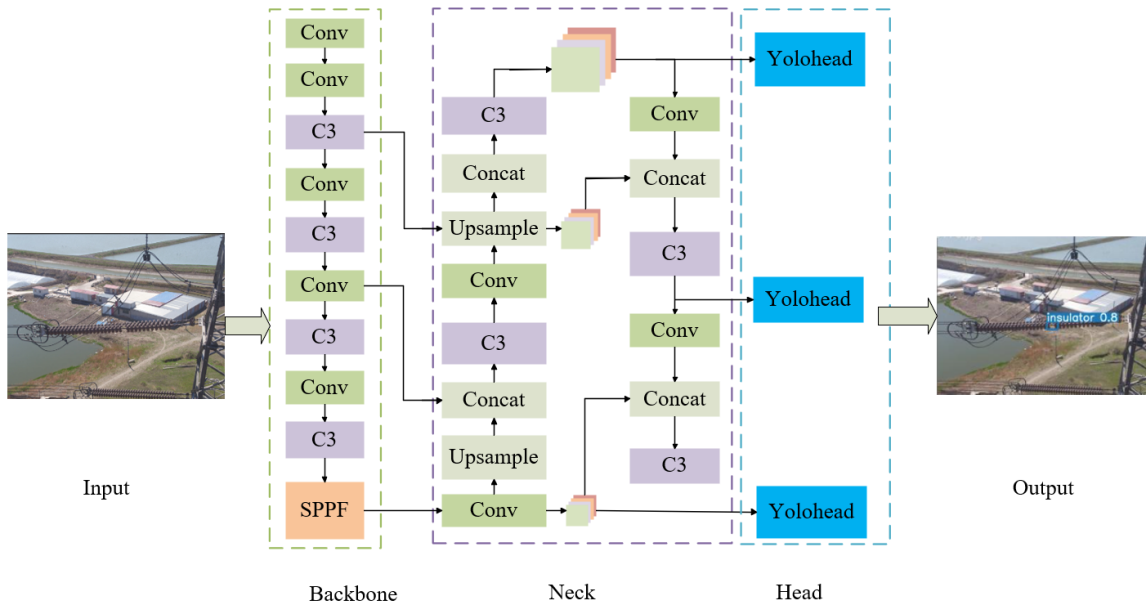 Conv
Conv
C3
Conv
C3
Conv
C3
Conv
C3
SPPF
C3
Concat
Upsample
Conv
C3
Concat
Upsample
Conv
Conv
Concat
C3
Conv
Concat
C3
Yolohead
Yolohead
Yolohead
insulator 0.8
Input
Output
Backbone
Neck
Head